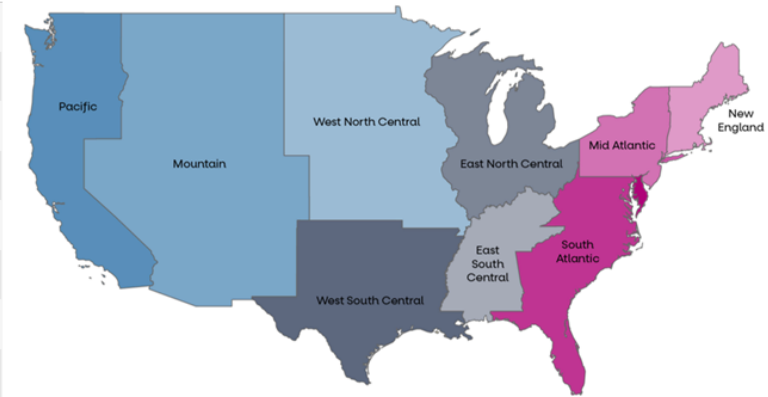 Pacific
Mountain
West North Central
East North Central
Mid Atlantic
New
England
East
South
Central
South
Atlantic
West South Central